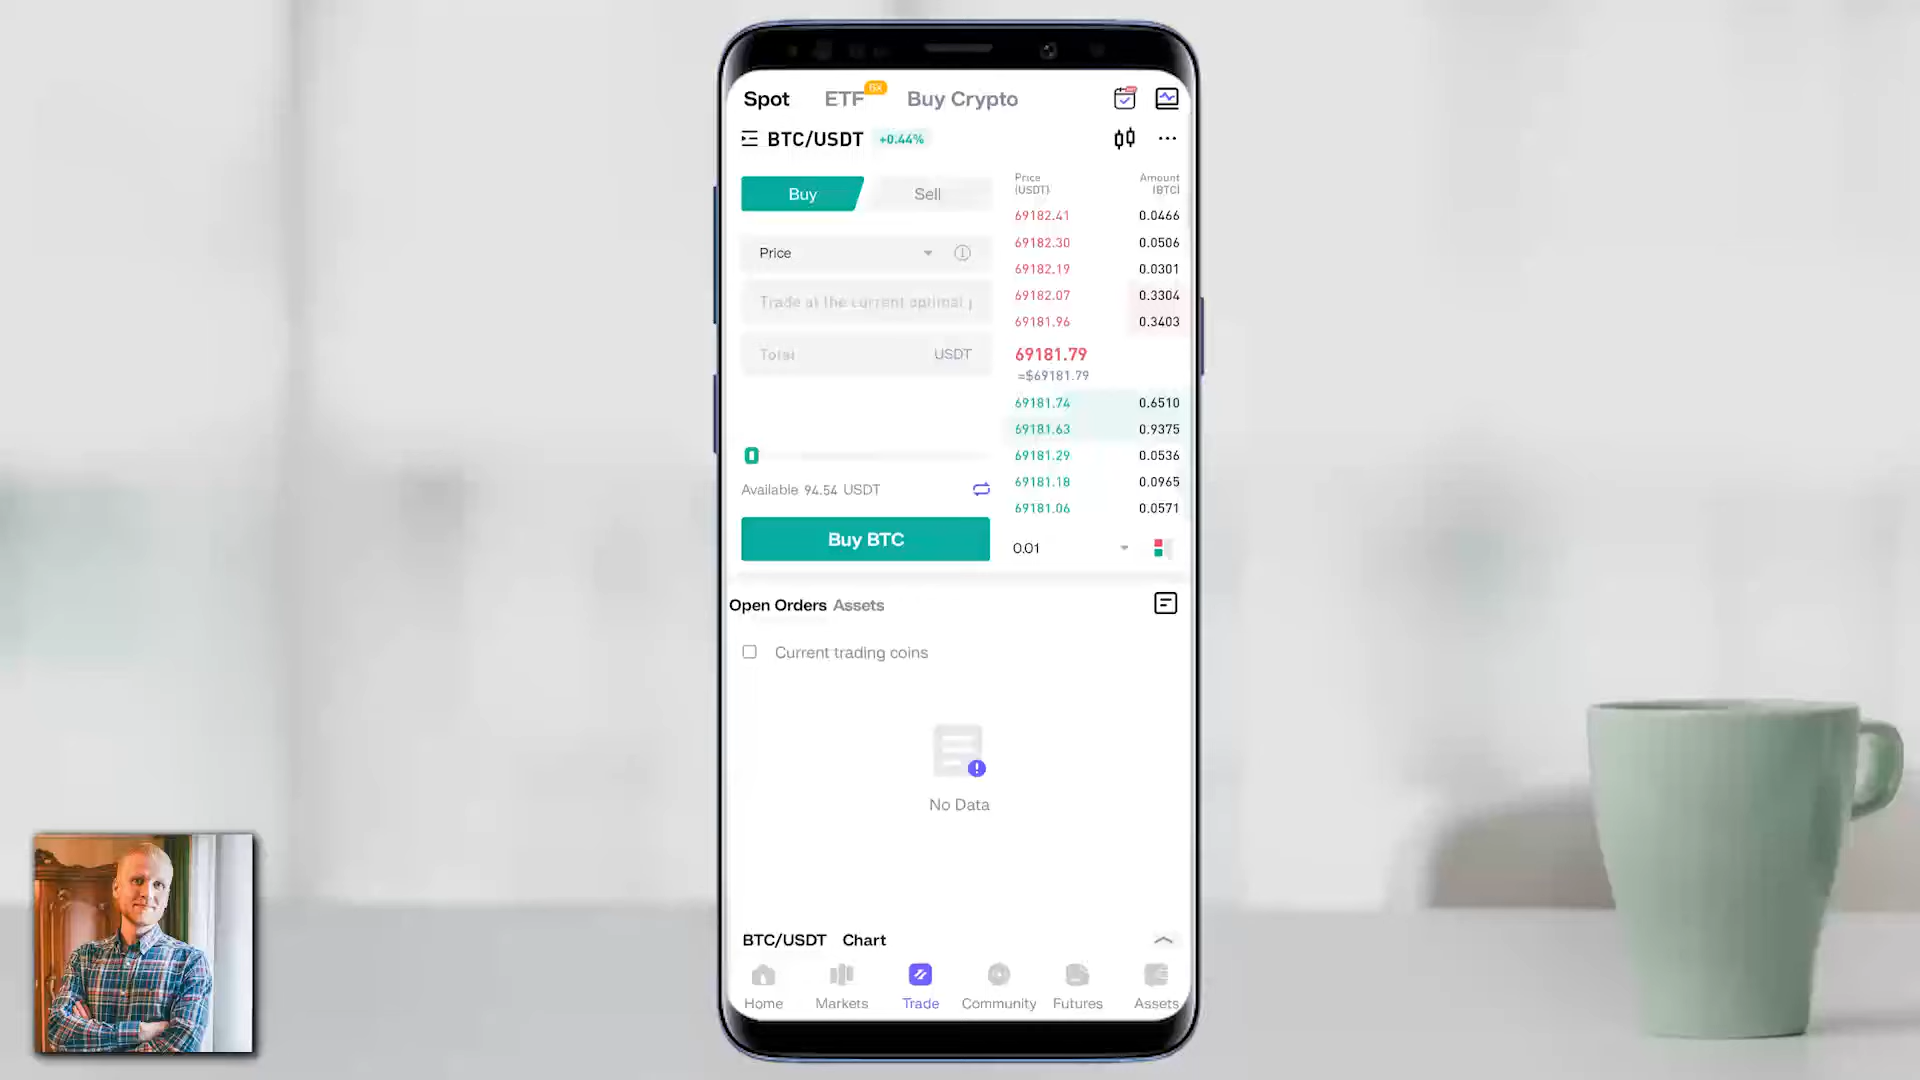 Spot ETF 5x Buy Crypto
BTC/USDT +0.44%
Buy Sell
Price
Trade at the current optimal
Total USDT
Available 94.54 USDT
Buy BTC
Price Amount
(USDT) (BTC)
69182.41 0.0466
69182.30 0.0506
69182.19 0.0301
69182.07 0.3304
69181.96 0.3403
69181.79
≈$69181.79
69181.74 0.6510
69181.63 0.9375
69181.29 0.0536
69181.18 0.0965
69181.06 0.0571
0.01
Open Orders Assets
Current trading coins
No Data
BTC/USDT Chart
Home Markets Trade Community Futures Assets